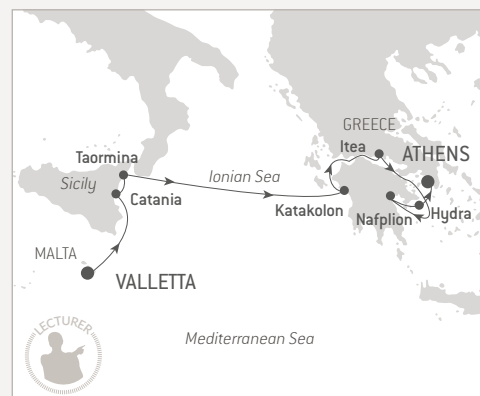 GREECE
Itea
ATHENS
Taormina
Sicily
Ionian Sea
Catania
Katakolon
Nafplion
Hydra
MALTA
VALLETTA
Mediterranean Sea
LECTURER